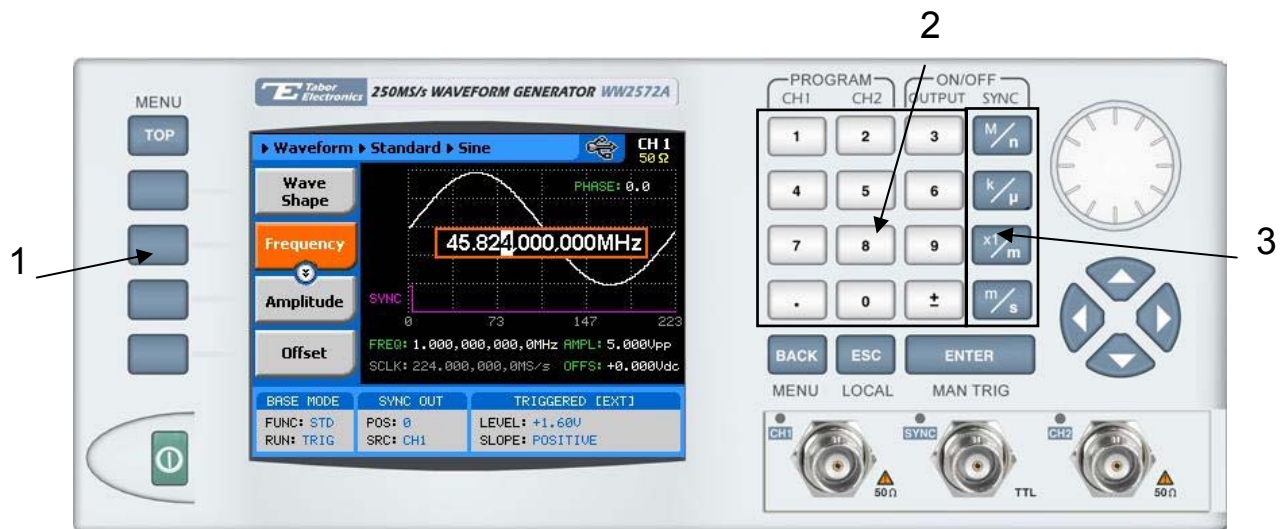 2
1
3
MENU
TOP
Tabor Electronics 250MS/s WAVEFORM GENERATOR WW2572A
Waveform Standard Sine
CH 1
50 Ω
Wave Shape
Frequency
Amplitude
Offset
PHASE: 0.0
45.824,000,000MHz
SYNC
0 73 147 223
FREQ: 1.000,000,000,0MHz AMPL: 5.000Vpp
SCLK: 224.000,000,0MS/s OFFS: +0.000Vdc
BASE MODE
FUNC: STD
RUN: TRIG
SYNC OUT
POS: 0
SRC: CH1
TRIGGERED [EXT]
LEVEL: +1.60V
SLOPE: POSITIVE
PROGRAM ON/OFF
CH1 CH2 OUTPUT SYNC
1 2 3 M/n
4 5 6 k/µ
7 8 9 x1/m
. 0 ± m/s
BACK ESC ENTER
MENU LOCAL MAN TRIG
CH1 SYNC CH2
50Ω TTL 50Ω